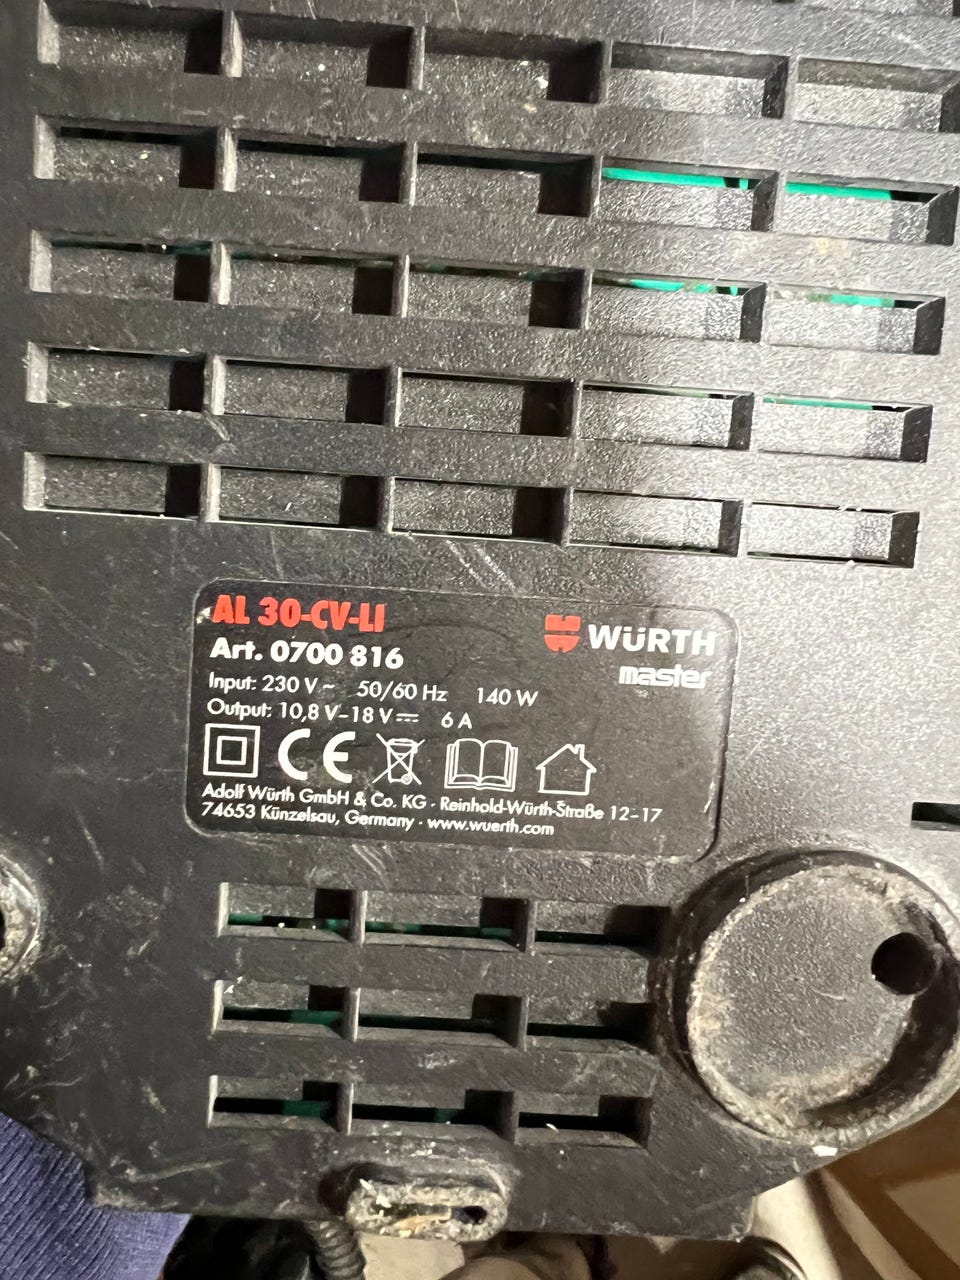 AL 30-CV-LI
WÜRTH
master
Art. 0700 816
Input: 230 V ~ 50/60 Hz 140 W
Output: 10,8 V–18 V ⎓ 6 A
CE
Adolf Würth GmbH & Co. KG · Reinhold-Würth-Straße 12-17
74653 Künzelsau, Germany · www.wuerth.com